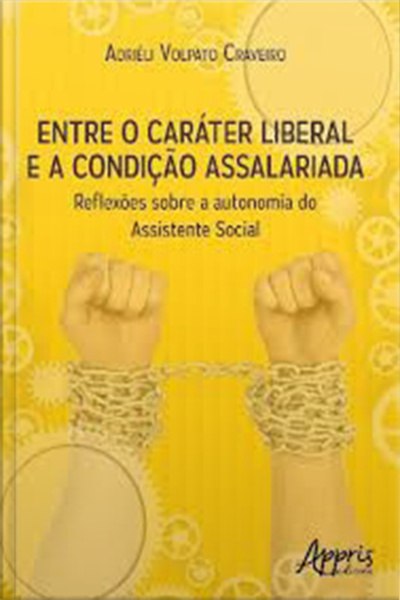 Adriéli Volpato Craveiro
ENTRE O CARÁTER LIBERAL
E A CONDIÇÃO ASSALARIADA
Reflexões sobre a autonomia do
Assistente Social
Appris